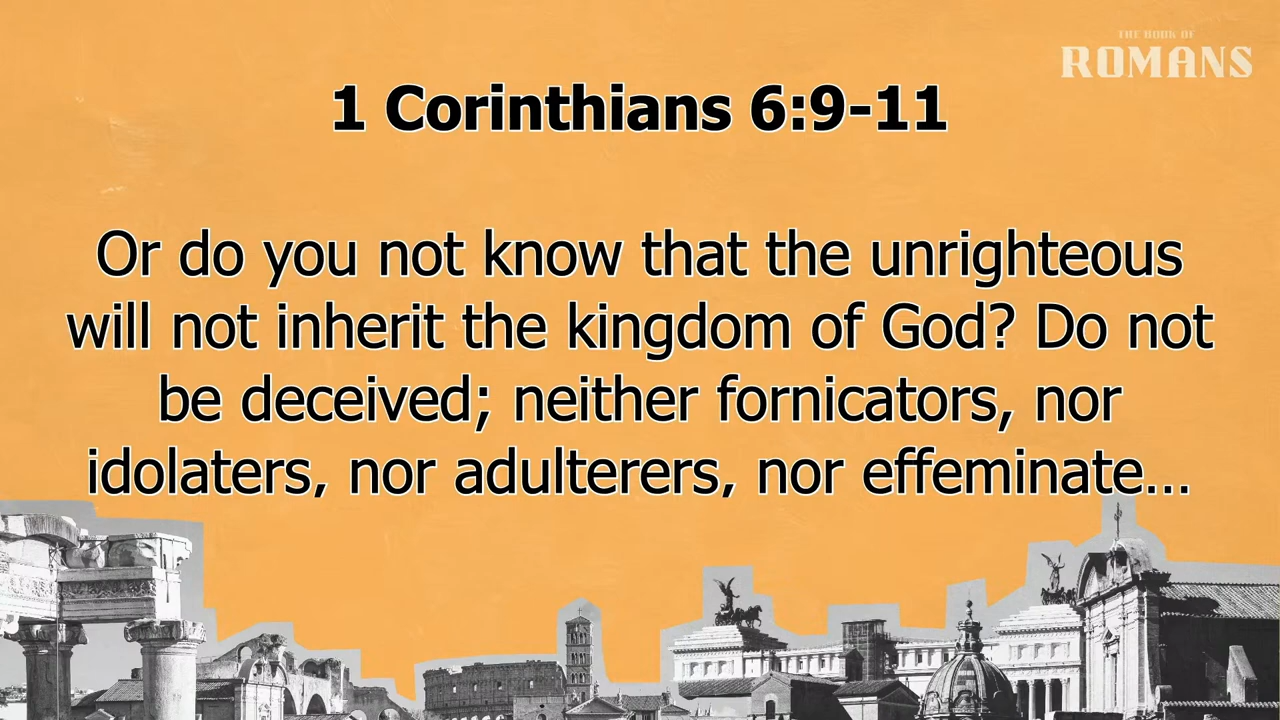 THE BOOK OF
ROMANS
1 Corinthians 6:9-11
Or do you not know that the unrighteous
will not inherit the kingdom of God? Do not
be deceived; neither fornicators, nor
idolaters, nor adulterers, nor effeminate...